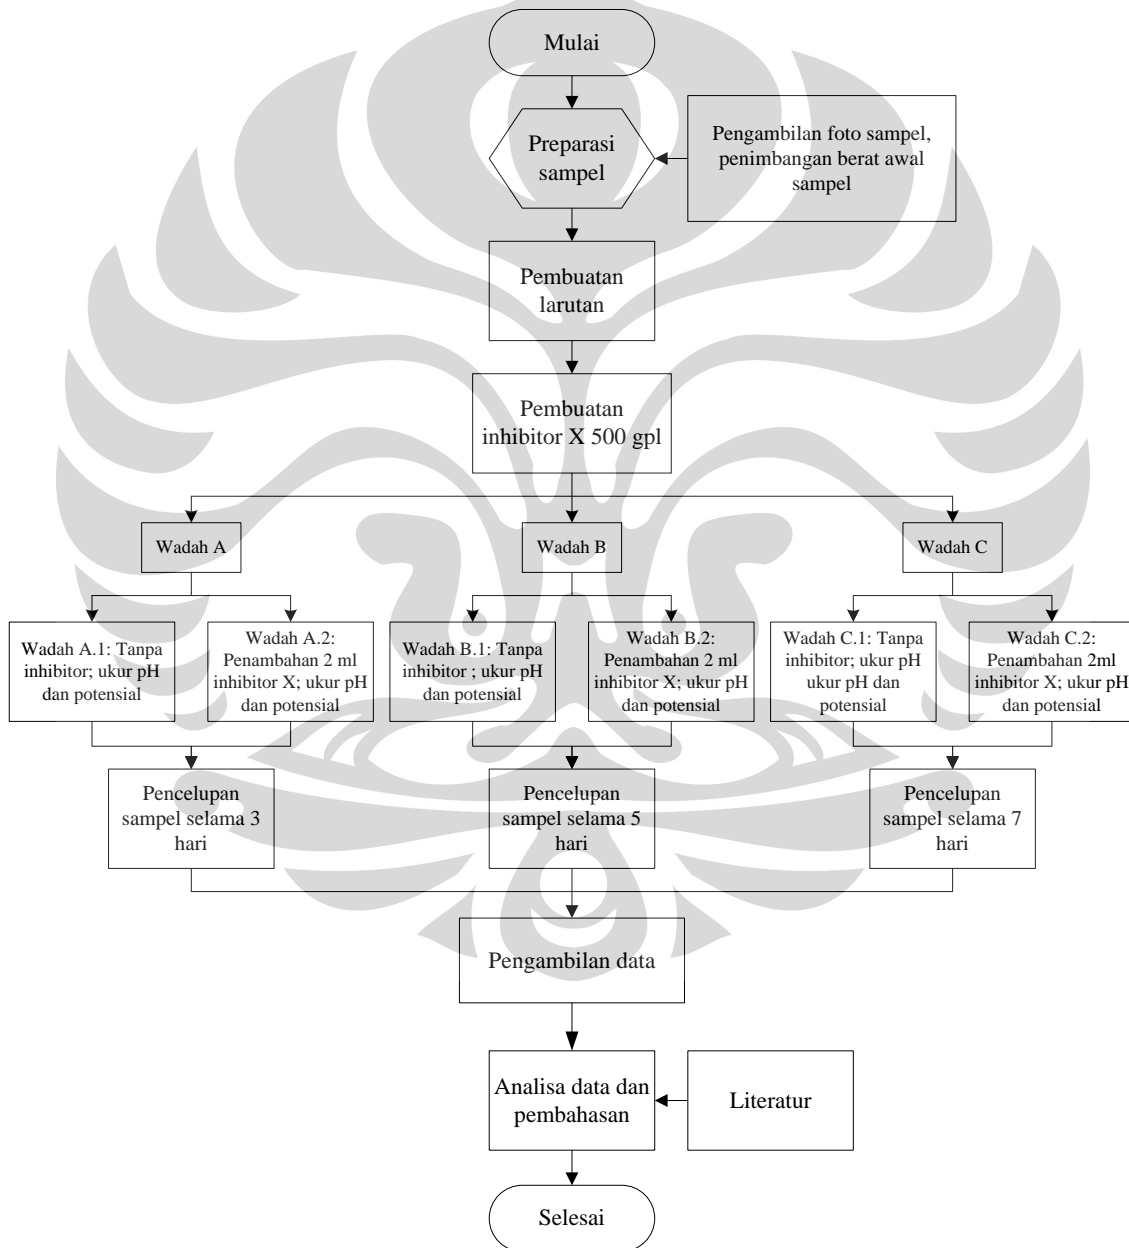 Mulai
Preparasi
sampel
Pengambilan foto sampel,
penimbangan berat awal
sampel
Pembuatan
larutan
Pembuatan
inhibitor X 500 gpl
Wadah A
Wadah B
Wadah C
Wadah A.1: Tanpa
inhibitor; ukur pH
dan potensial
Wadah A.2:
Penambahan 2 ml
inhibitor X; ukur pH
dan potensial
Wadah B.1: Tanpa
inhibitor ; ukur pH
dan potensial
Wadah B.2:
Penambahan 2 ml
inhibitor X; ukur pH
dan potensial
Wadah C.1: Tanpa
inhibitor; ukur pH
ukur pH dan
potensial
Wadah C.2:
Penambahan 2ml
inhibitor X; ukur pH
dan potensial
Pencelupan
sampel selama 3
hari
Pencelupan
sampel selama 5
hari
Pencelupan
sampel selama 7
hari
Pengambilan data
Analisa data dan
pembahasan
Literatur
Selesai